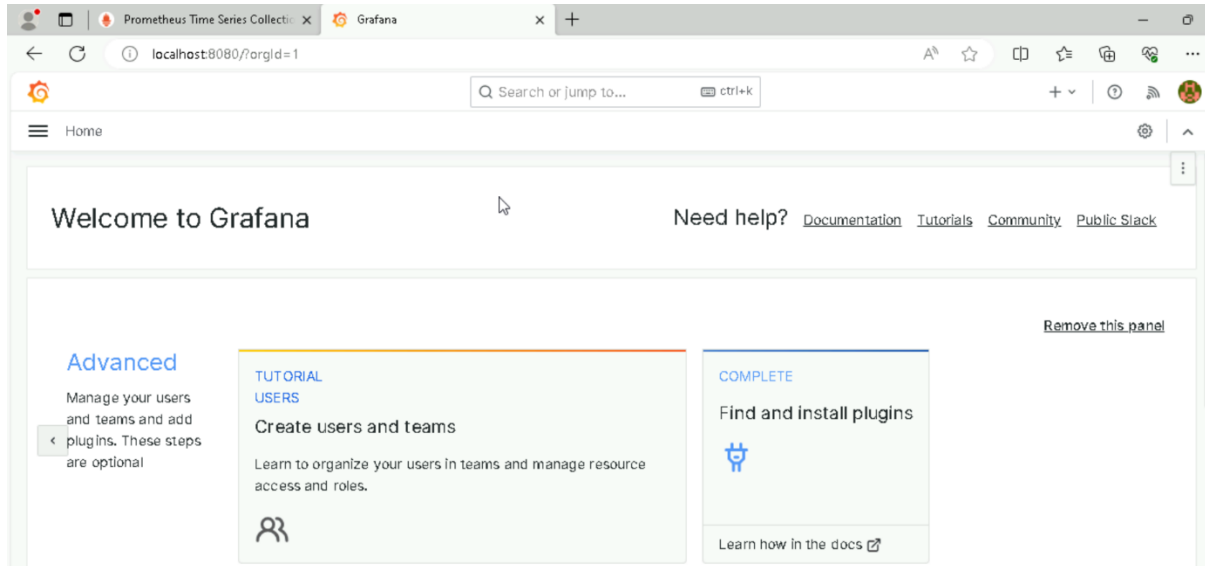 Prometheus Time Series Collectic
Grafana
localhost:8080/?orgId=1
Search or jump to...
ctrl+k
Home
Welcome to Grafana
Need help?
Documentation
Tutorials
Community
Public Slack
Remove this panel
Advanced
Manage your users
and teams and add
plugins. These steps
are optional
TUTORIAL
USERS
Create users and teams
Learn to organize your users in teams and manage resource
access and roles.
COMPLETE
Find and install plugins
Learn how in the docs